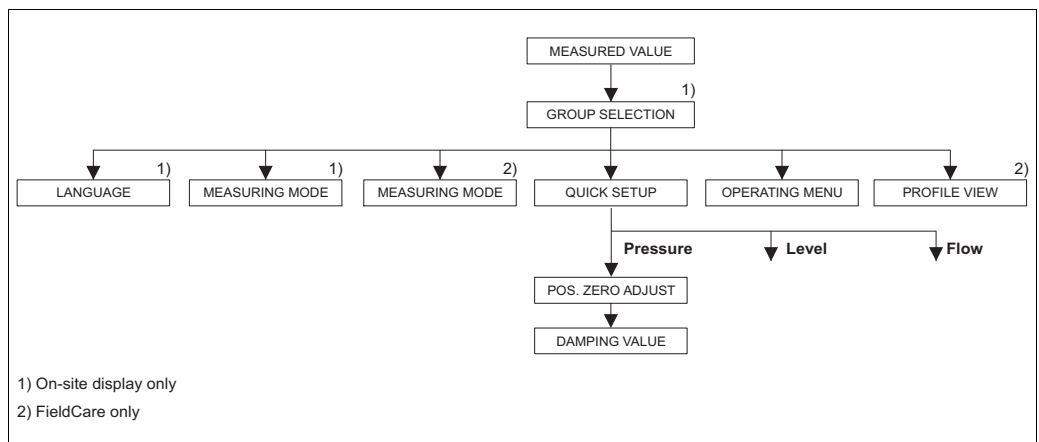 MEASURED VALUE
1)
GROUP SELECTION
1) 1) 2) 2)
LANGUAGE MEASURING MODE MEASURING MODE QUICK SETUP OPERATING MENU PROFILE VIEW
Pressure Level Flow
POS. ZERO ADJUST
DAMPING VALUE
1) On-site display only
2) FieldCare only